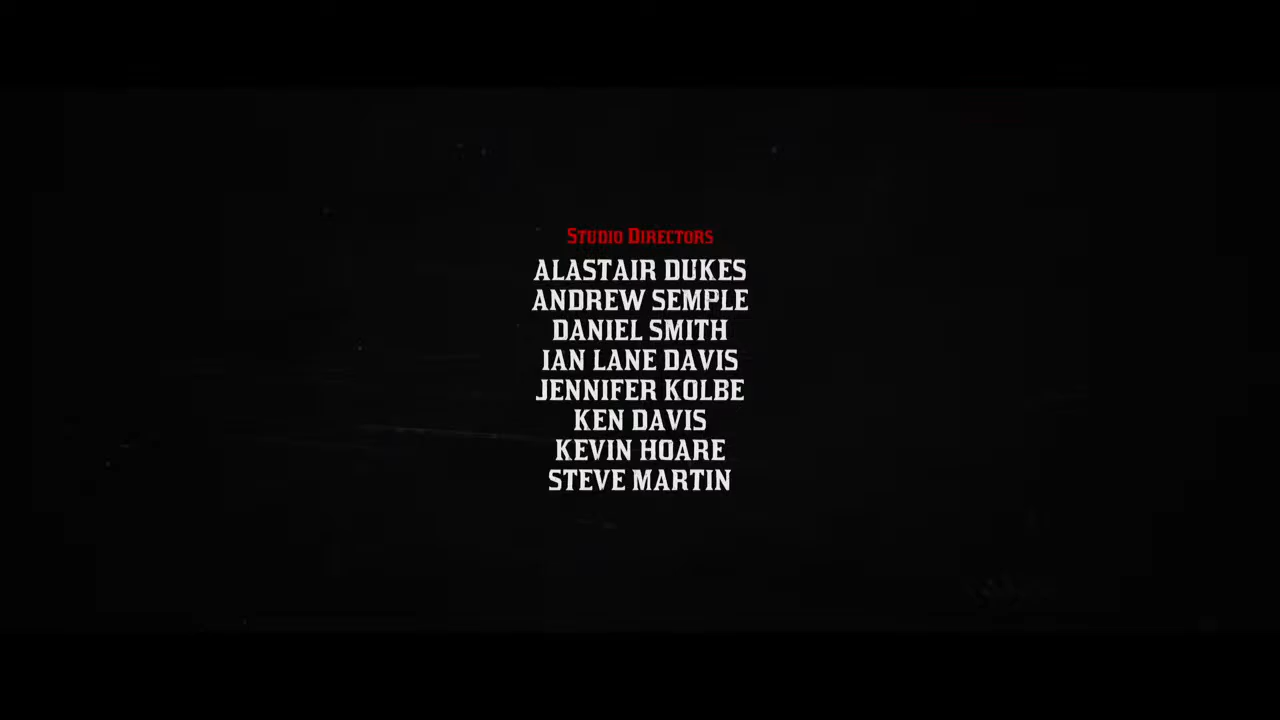 Studio Directors
ALASTAIR DUKES
ANDREW SEMPLE
DANIEL SMITH
IAN LANE DAVIS
JENNIFER KOLBE
KEN DAVIS
KEVIN HOARE
STEVE MARTIN